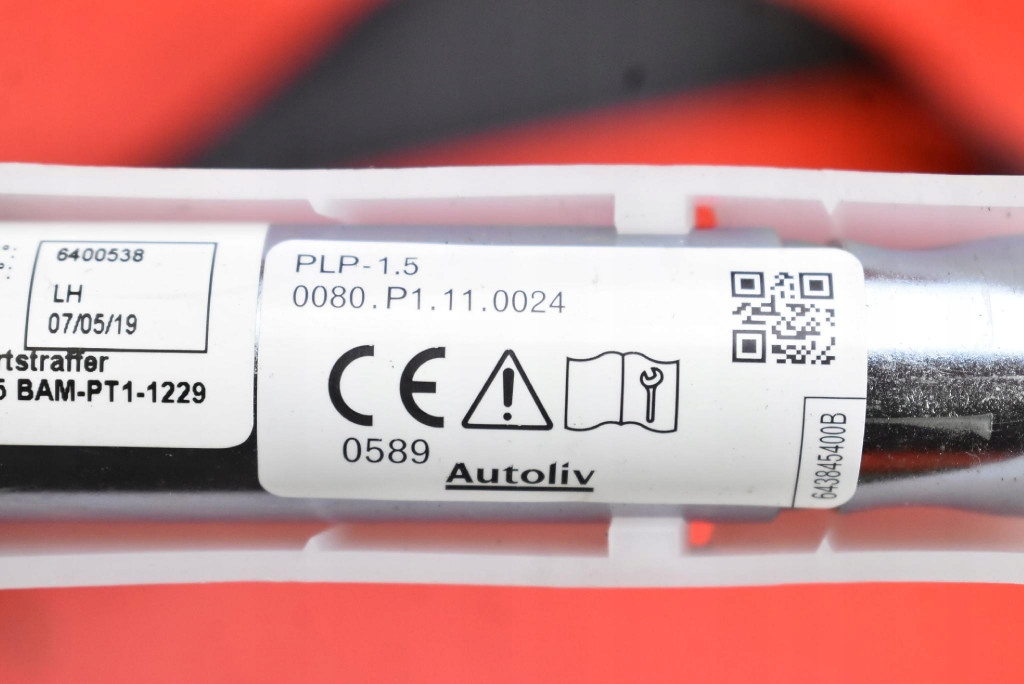 6400538
LH
07/05/19
rtstraffer
5 BAM-PT1-1229
PLP-1.5
0080.P1.11.0024
CE
0589
Autoliv
643845400B